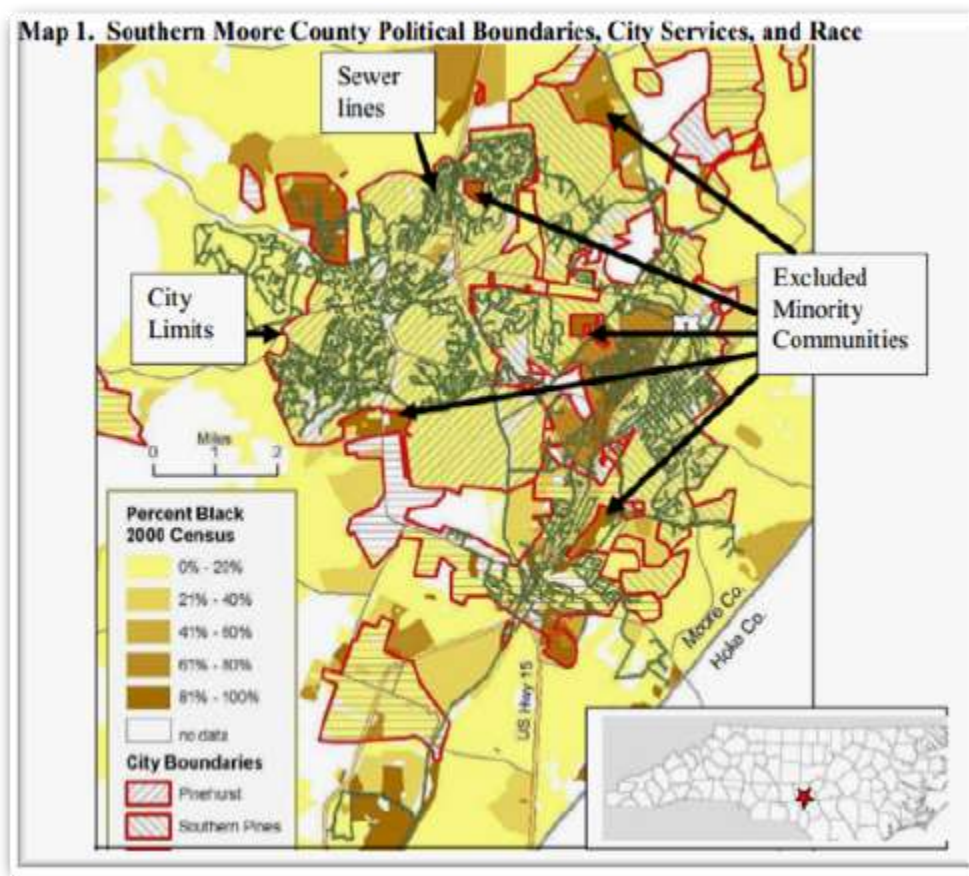 Map 1. Southern Moore County Political Boundaries, City Services, and Race
Sewer
lines
City
Limits
Excluded
Minority
Communities
Miles
0 1 2
Percent Black
2000 Census
0% - 20%
21% - 40%
41% - 60%
61% - 80%
81% - 100%
no data
City Boundaries
Pinehurst
Southern Pines
US Hwy 15
Moore Co.
Hoke Co.